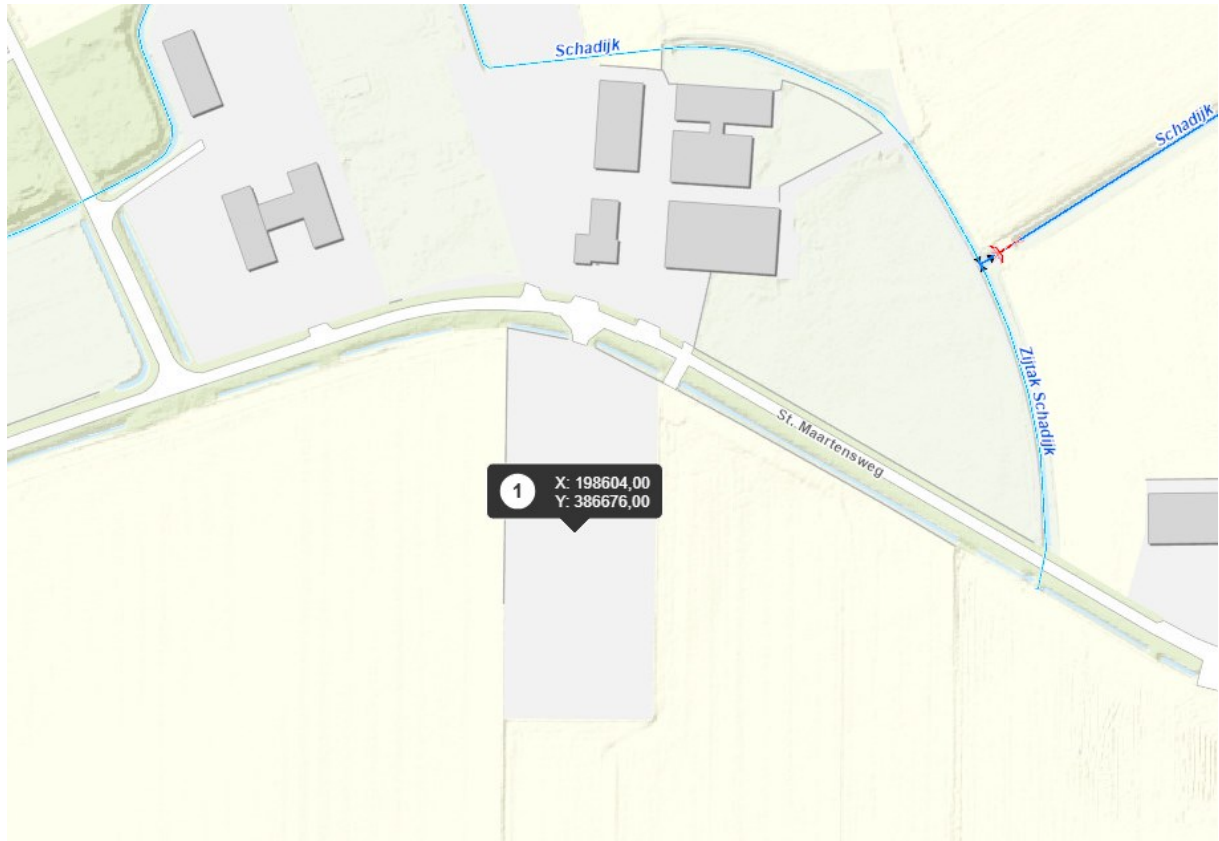 Schadijk
Schadijk
Zijtak Schadijk
St. Maartensweg
1
X: 198604,00
Y: 386676,00